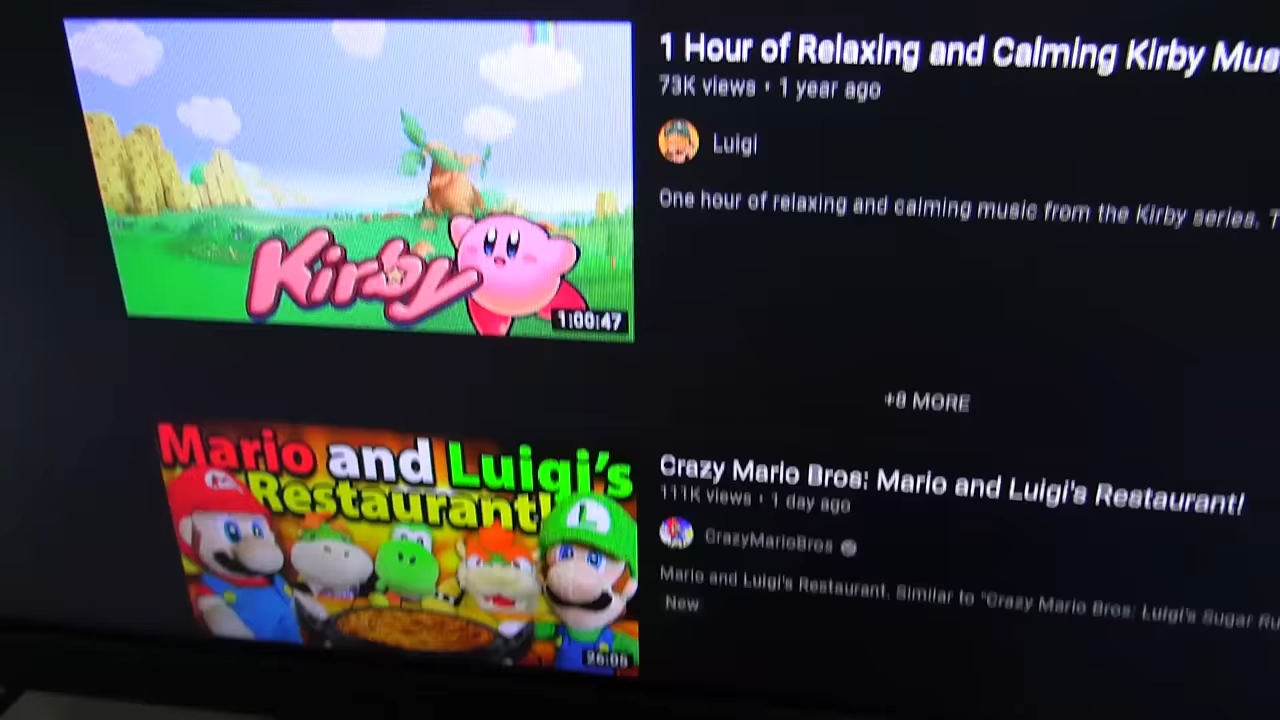 1 Hour of Relaxing and Calming Kirby Mus
73K views • 1 year ago
Luigi
One hour of relaxing and calming music from the Kirby series. T
Kirby
1:00:47
+8 MORE
Mario and Luigi's
Restaurant!
L
26:05
Crazy Mario Bros: Mario and Luigi's Restaurant!
111K views • 1 day ago
CrazyMarioBros
Mario and Luigi's Restaurant. Similar to "Crazy Mario Bros: Luigi's Sugar Ru
New